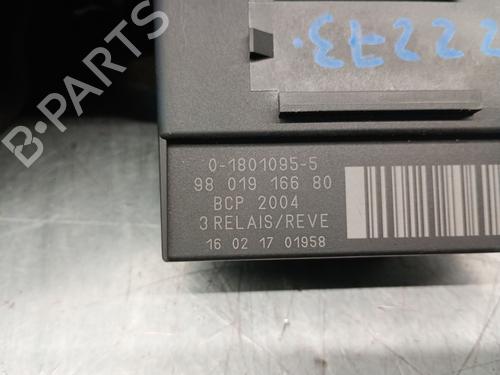 22273.
0-1801095-5
98 019 166 80
BCP 2004
3 RELAIS/REVE
16 02 17 01958
B-PARTS